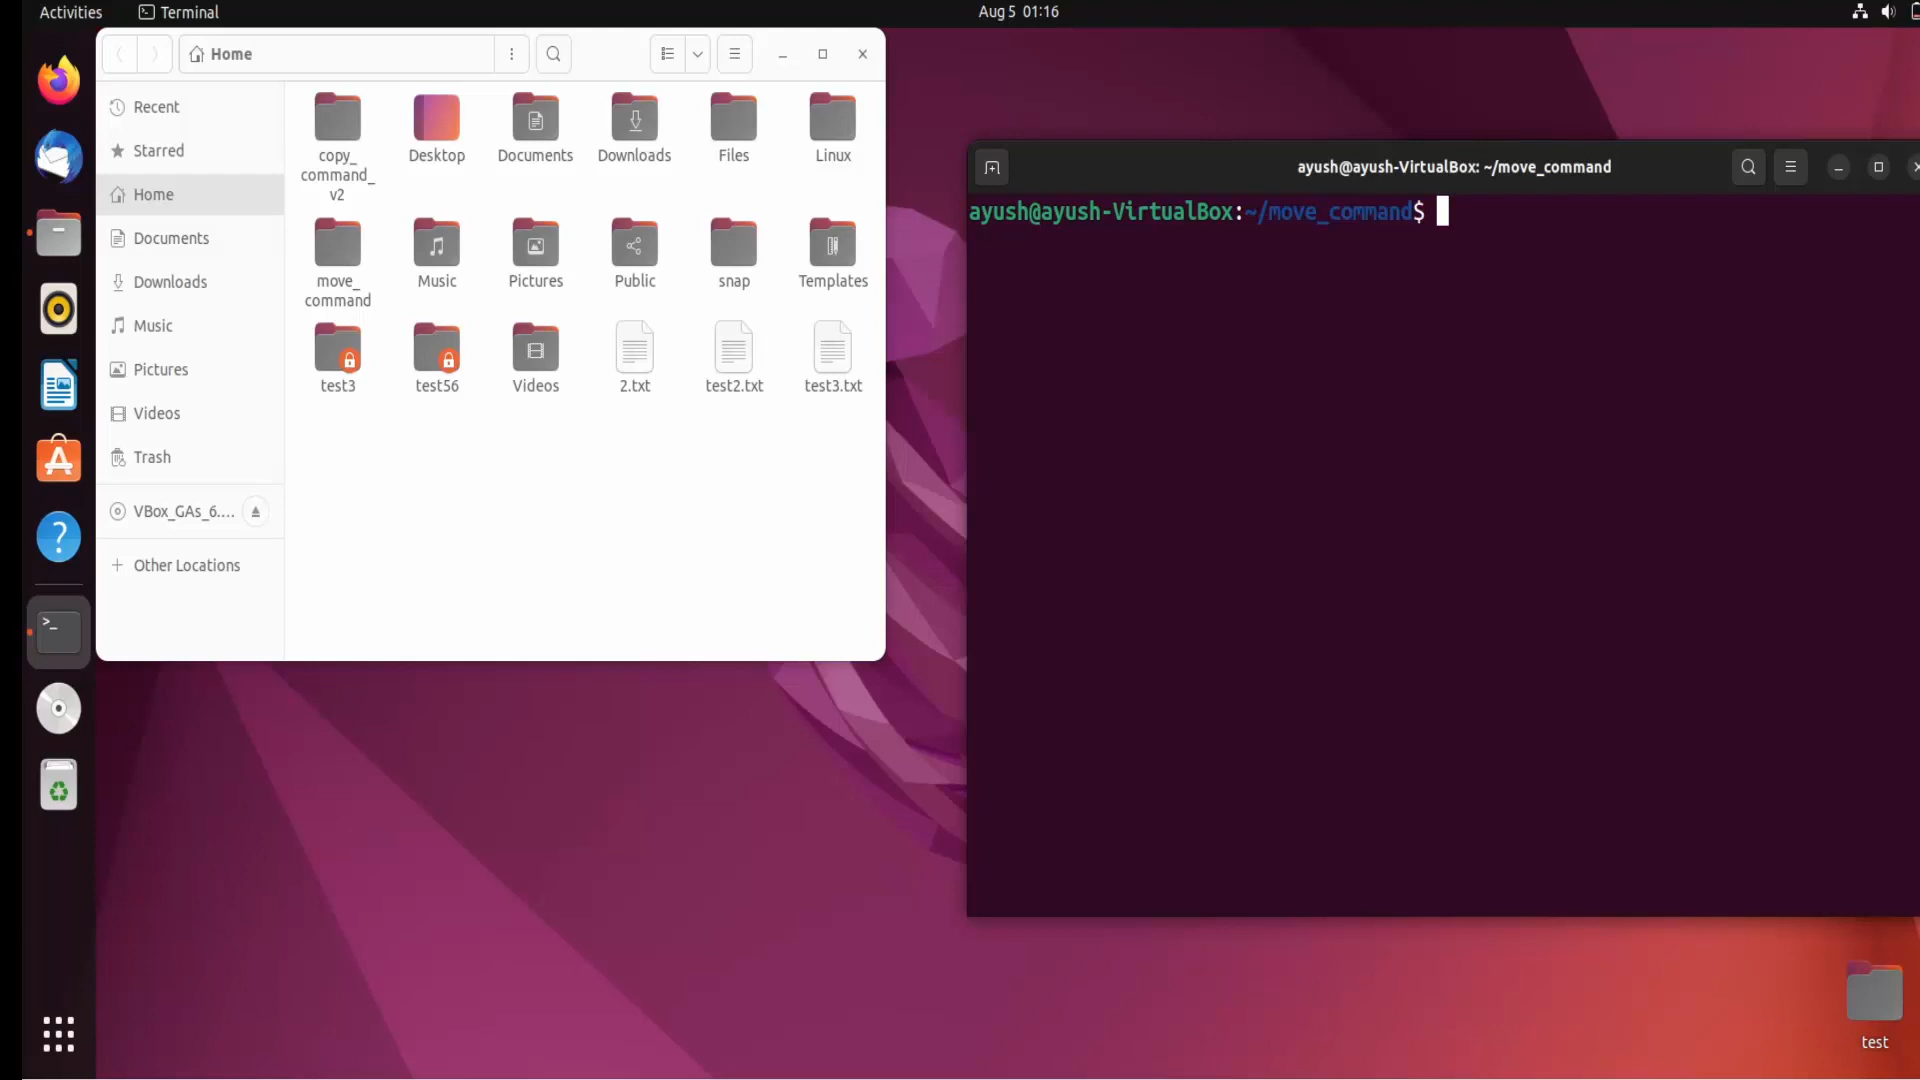 Activities
Terminal
Aug 5 01:16
Home
Recent
Starred
Home
Documents
Downloads
Music
Pictures
Videos
Trash
VBox_GAs_6....
Other Locations
copy_
command_
v2
Desktop
Documents
Downloads
Files
Linux
move_
command
Music
Pictures
Public
snap
Templates
test3
test56
Videos
2.txt
test2.txt
test3.txt
ayush@ayush-VirtualBox: ~/move_command
ayush@ayush-VirtualBox:~/move_command$
test